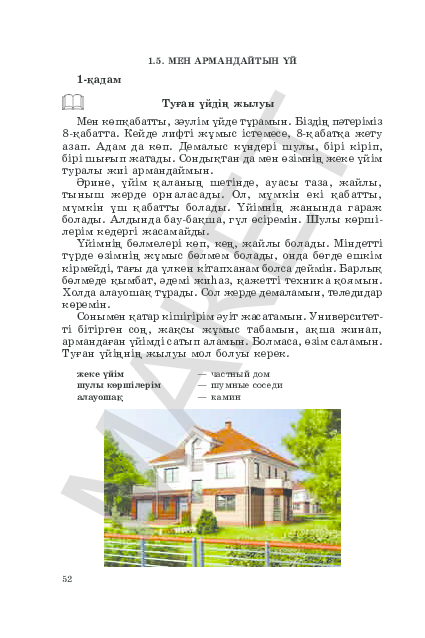 1.5. МЕН АРМАНДАЙТЫН ҮЙ
1-қадам
Туған үйдің жылуы
Мен көпқабатты, зәулім үйде тұрамын. Біздің пәтеріміз
8-қабатта. Кейде лифті жұмыс істемесе, 8-қабатқа жету
азап. Адам да көп. Демалыс күндері шулы, бірі кіріп,
бірі шығып жатады. Сондықтан да мен өзімнің жеке үйім
туралы жиі армандаймын.
Әрине, үйім қаланың шетінде, ауасы таза, жайлы,
тыныш жерде орналасады. Ол, мүмкін екі қабатты,
мүмкін үш қабатты болады. Үйімнің жанында гараж
болады. Алдында бау-бақша, гүл өсіремін. Шулы көрші-
лерім кедергі жасамайды.
Үйімнің бөлмелері көп, кең, жайлы болады. Міндетті
түрде өзімнің жұмыс бөлмем болады, онда бөгде ешкім
кірмейді, тағы да үлкен кітапханам болса деймін. Барлық
бөлмеде қымбат, әдемі жиһаз, қажетті техника қоямын.
Холда алауошақ тұрады. Сол жерде демаламын, теледидар
көремін.
Сонымен қатар кішігірім әуіт жасатамын. Университет-
ті бітірген соң, жақсы жұмыс табамын, ақша жинап,
армандаған үйімді сатып аламын. Болмаса, өзім саламын.
Туған үйіңнің жылуы мол болуы керек.
жеке үйім — частный дом
шулы көршілерім — шумные соседи
алауошақ — камин
52
МАКЕТ